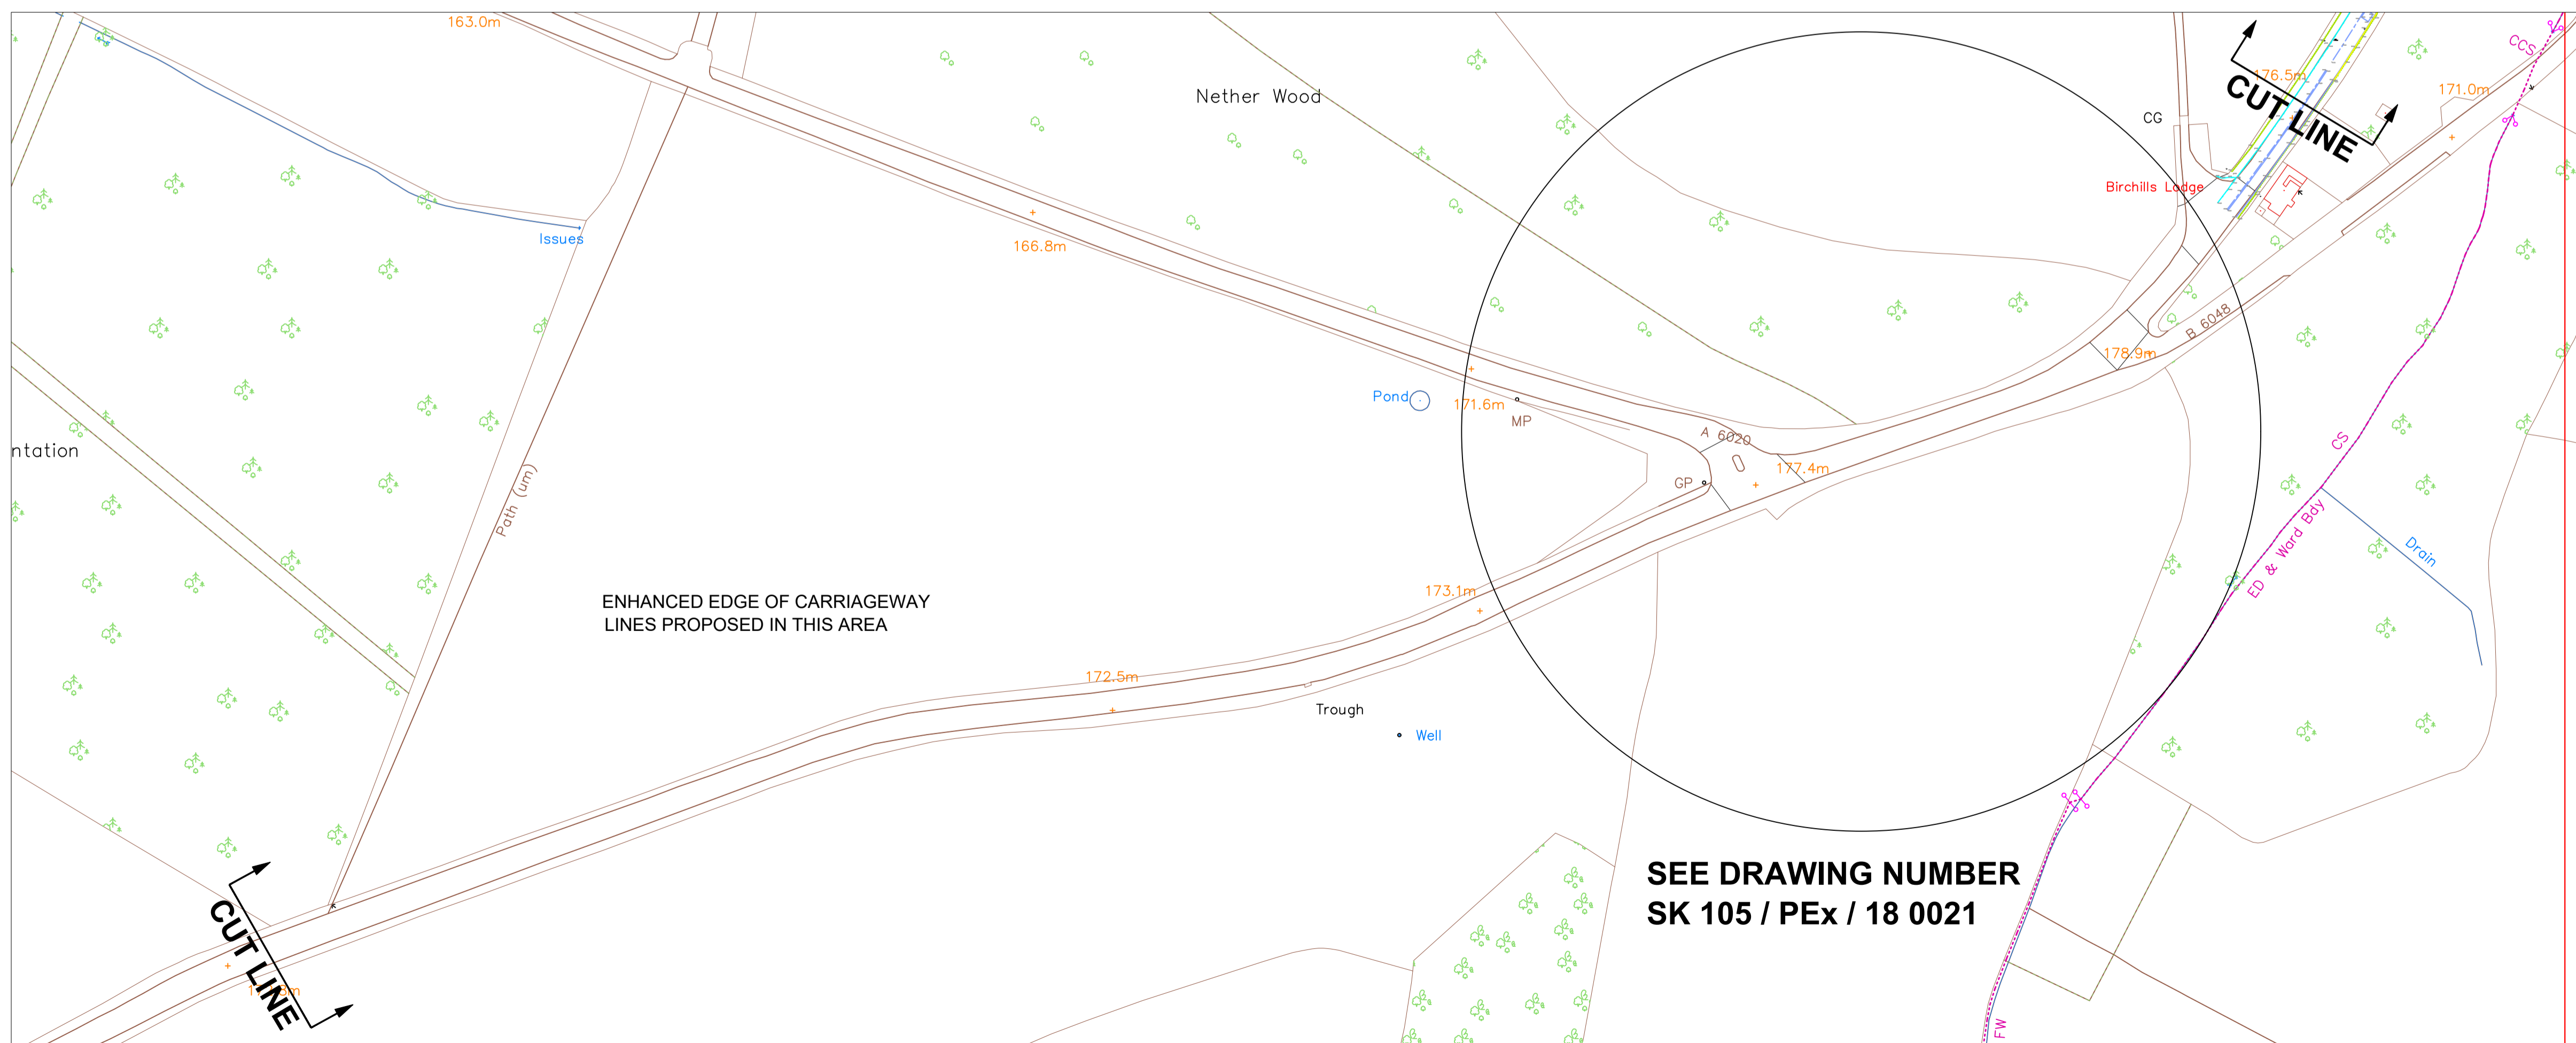 163.0m
CCS
176.5m
171.0m
Nether Wood
CUT LINE
CG
Birchills Lodge
Issues
166.8m
B 6048
178.9m
Pond
171.6m
MP
A 6020
CS
ntation
177.4m
GP
Path (um)
ED & Ward Bdy
Drain
173.1m
ENHANCED EDGE OF CARRIAGEWAY
LINES PROPOSED IN THIS AREA
172.5m
Trough
Well
SEE DRAWING NUMBER
SK 105 / PEx / 18 0021
CUT LINE
FW